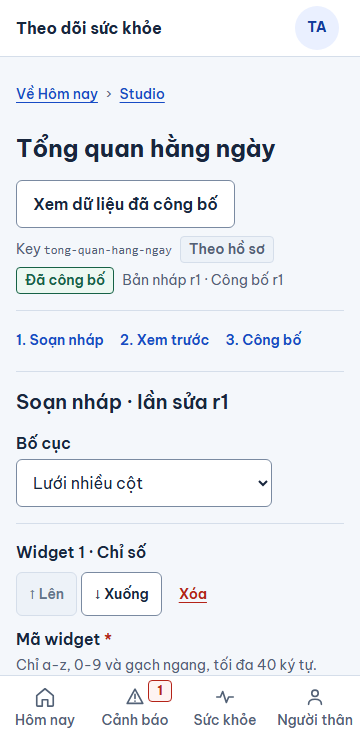 Theo dõi sức khỏe
TA
Về Hôm nay › Studio
Tổng quan hằng ngày
Xem dữ liệu đã công bố
Key tong-quan-hang-ngay Theo hồ sơ
Đã công bố Bản nháp r1 · Công bố r1
1. Soạn nháp 2. Xem trước 3. Công bố
Soạn nháp · lần sửa r1
Bố cục
Lưới nhiều cột
Widget 1 · Chỉ số
↑ Lên ↓ Xuống Xóa
Mã widget *
Chỉ a-z, 0-9 và gạch ngang, tối đa 40 ký tự.
1
Hôm nay Cảnh báo Sức khỏe Người thân